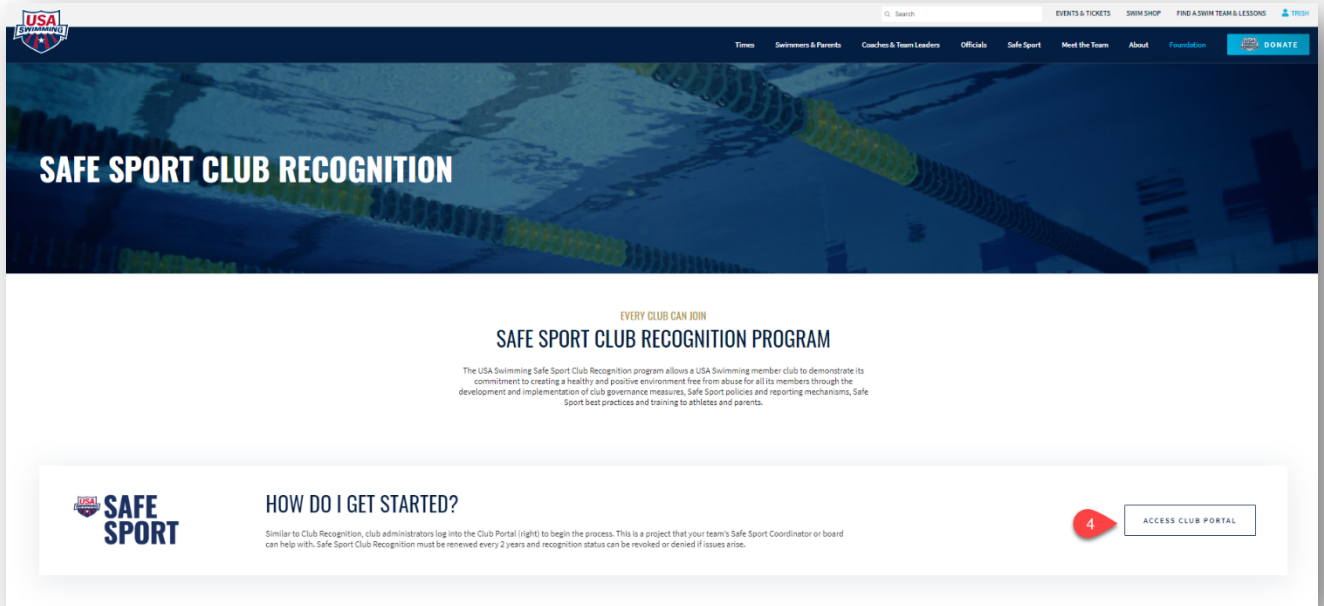 USA
SWIMMING
Search
EVENTS & TICKETS
SWIM SHOP
FIND A SWIM TEAM & LESSONS
TRISH
Times
Swimmers & Parents
Coaches & Team Leaders
Officials
Safe Sport
Meet the Team
About
Foundation
DONATE
SAFE SPORT CLUB RECOGNITION
EVERY CLUB CAN JOIN
SAFE SPORT CLUB RECOGNITION PROGRAM
The USA Swimming Safe Sport Club Recognition program allows a USA Swimming member club to demonstrate its
commitment to creating a healthy and positive environment free from abuse for all its members through the
development and implementation of club governance measures, Safe Sport policies and reporting mechanisms, Safe
Sport best practices and training to athletes and parents.
USA
SAFE
SPORT
HOW DO I GET STARTED?
Similar to Club Recognition, club administrators log into the Club Portal (right) to begin the process. This is a project that your team's Safe Sport Coordinator or board
can help with. Safe Sport Club Recognition must be renewed every 2 years and recognition status can be revoked or denied if issues arise.
4
ACCESS CLUB PORTAL